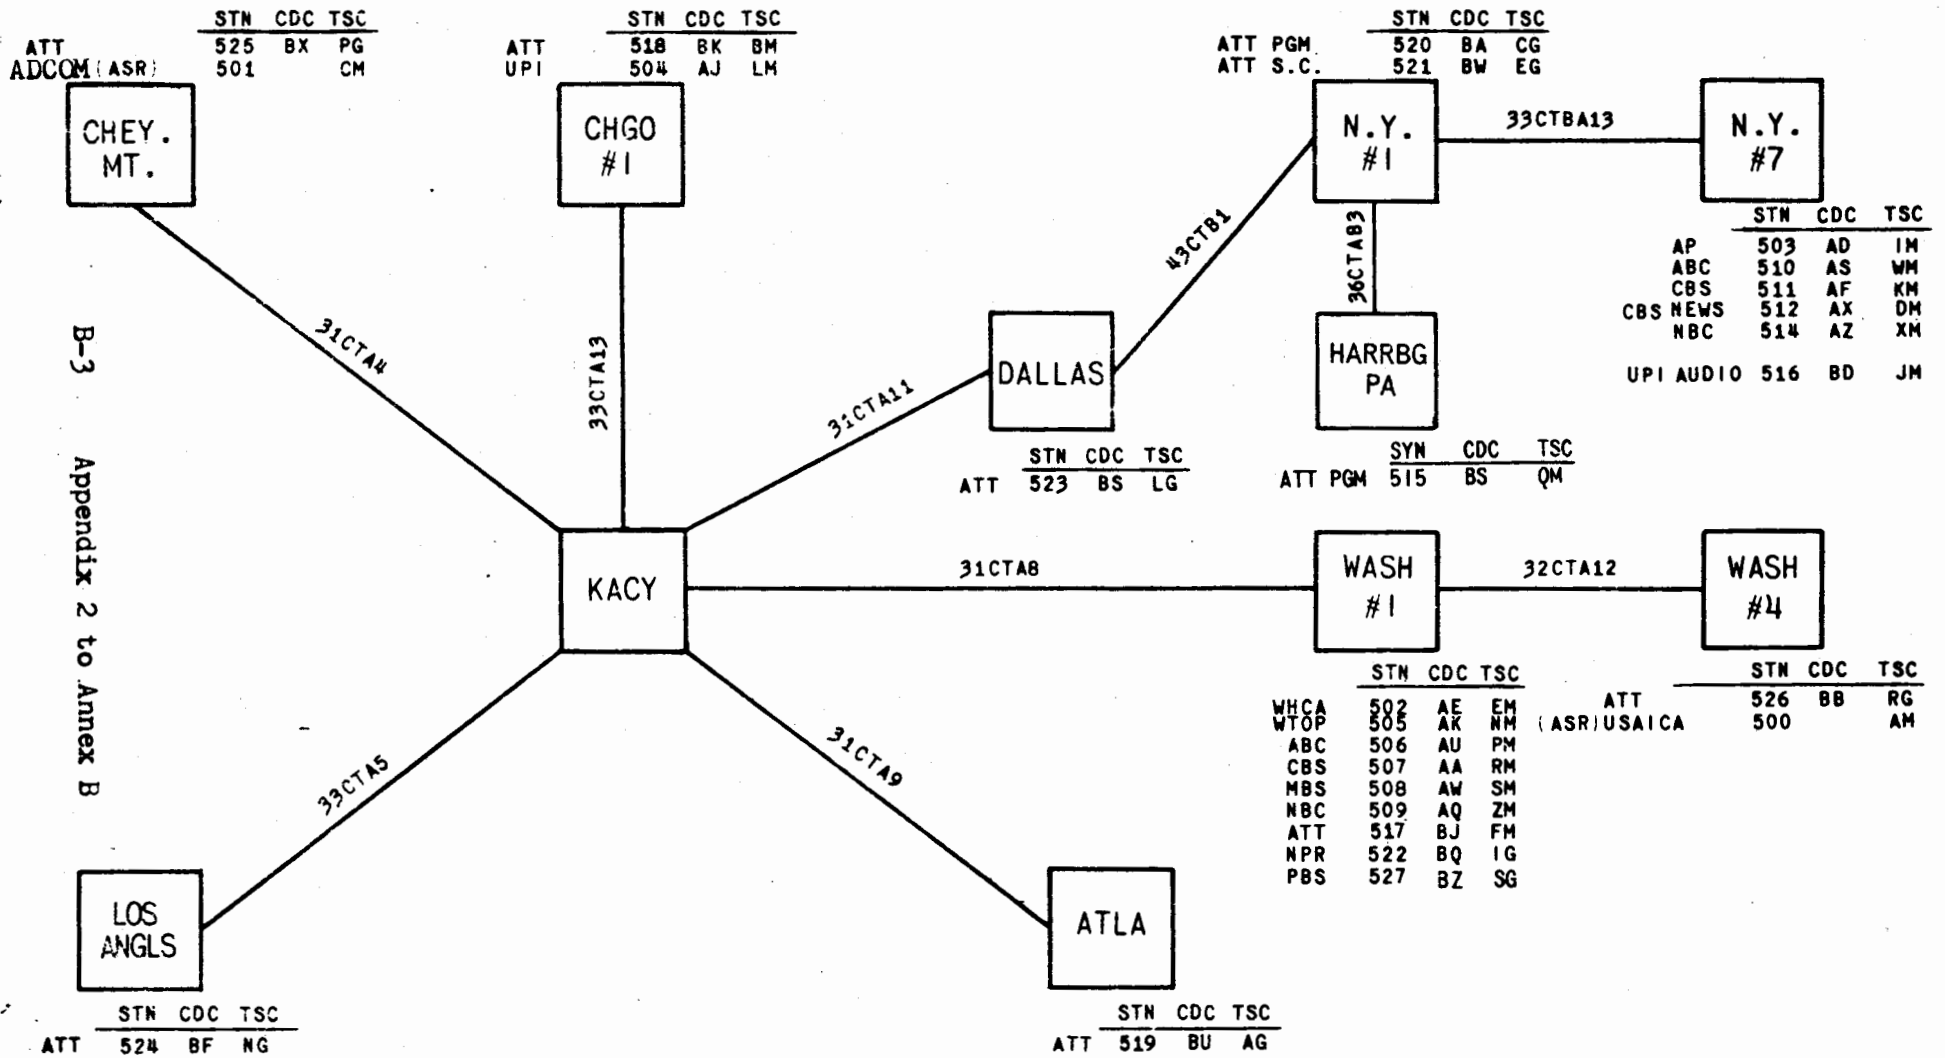 STN CDC TSC
ATT 525 BX PG
ADCOM (ASR) 501 CM
CHEY.
MT.
STN CDC TSC
ATT 518 BK BM
UPI 504 AJ LM
CHGO
#1
STN CDC TSC
ATT PGM 520 BA CG
ATT S.C. 521 BW EG
N.Y.
#1
33CTBA13
N.Y.
#7
STN CDC TSC
AP 503 AD IM
ABC 510 AS WM
CBS 511 AF KM
CBS NEWS 512 AX DM
NBC 514 AZ XM
UPI AUDIO 516 BD JM
43CTB1
36CTAB3
31CTA4
33CTA13
31CTA11
DALLAS
STN CDC TSC
ATT 523 BS LG
HARRBG
PA
SYN CDC TSC
ATT PGM 515 BS QM
B-3 Appendix 2 to Annex B
KACY
31CTA8
WASH
#1
32CTA12
WASH
#4
STN CDC TSC
WHCA 502 AE EM
WTOP 505 AK NM
ABC 506 AU PM
CBS 507 AA RM
MBS 508 AW SM
NBC 509 AQ ZM
ATT 517 BJ FM
NPR 522 BQ IG
PBS 527 BZ SG
STN CDC TSC
ATT 526 BB RG
(ASR) USAICA 500 AM
33CTA5
31CTA9
LOS
ANGLS
STN CDC TSC
ATT 524 BF NG
ATLA
STN CDC TSC
ATT 519 BU AG